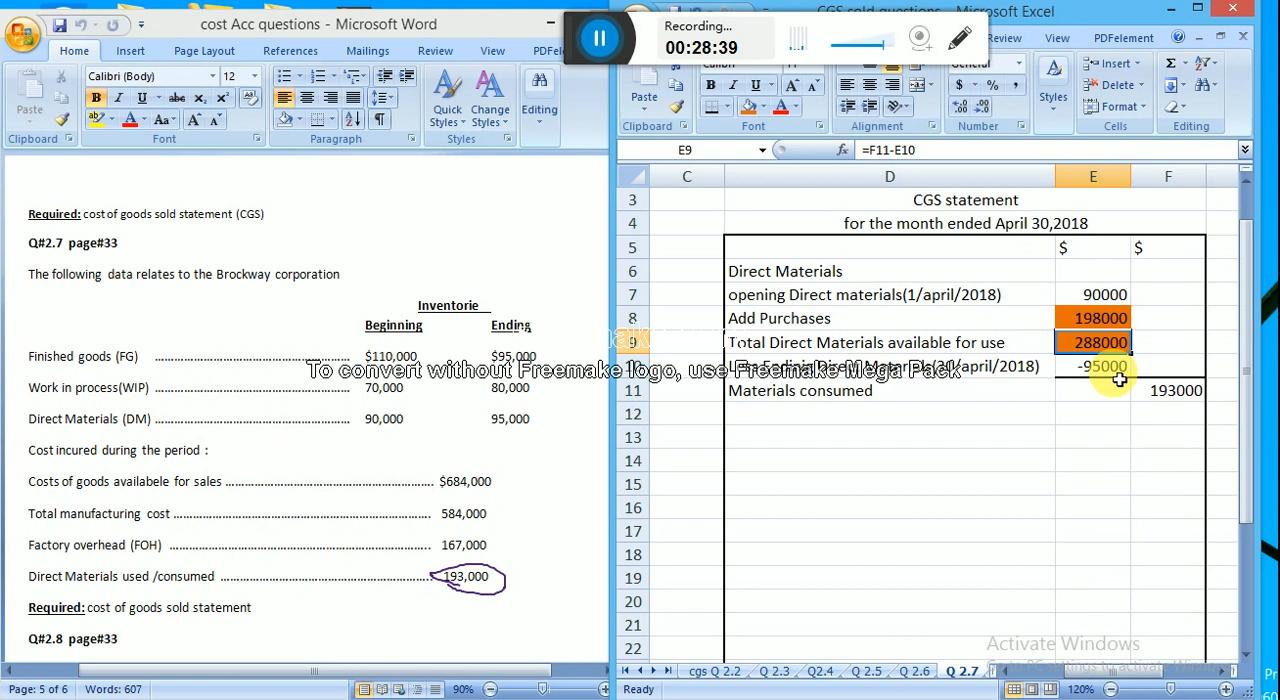 cost Acc questions - Microsoft Word
Home Insert Page Layout References Mailings Review View PDFele
Paste
Clipboard
Calibri (Body) 12
Font
Paragraph
Quick Styles
Change Styles
Styles
Editing
Required: cost of goods sold statement (CGS)
Q#2.7 page#33
The following data relates to the Brockway corporation
Inventorie
Beginning Ending
Finished goods (FG) $110,000 $95,000
Work in process(WIP) 70,000 80,000
Direct Materials (DM) 90,000 95,000
Cost incured during the period :
Costs of goods availabele for sales $684,000
Total manufacturing cost 584,000
Factory overhead (FOH) 167,000
Direct Materials used /consumed 193,000
Required: cost of goods sold statement
Q#2.8 page#33
Page: 5 of 6 Words: 607 90%
Recording...
00:28:39
CGS sold questions - Microsoft Excel
Review View PDFelement
Paste
Clipboard
Calibri
Font
Alignment
General
Number
Styles
Insert
Delete
Format
Cells
Editing
E9 fx =F11-E10
C D E F
3 CGS statement
4 for the month ended April 30,2018
5 $ $
6 Direct Materials
7 opening Direct materials(1/april/2018) 90000
8 Add Purchases 198000
9 Total Direct Materials available for use 288000
10 Less Ending Direct Materials(30/april/2018) -95000
11 Materials consumed 193000
12
13
14
15
16
17
18
19
20
21
22
To convert without Freemake logo, use Freemake Mega Pack
cgs Q 2.2 Q 2.3 Q2.4 Q 2.5 Q 2.6 Q 2.7
Ready 120%
Activate Windows